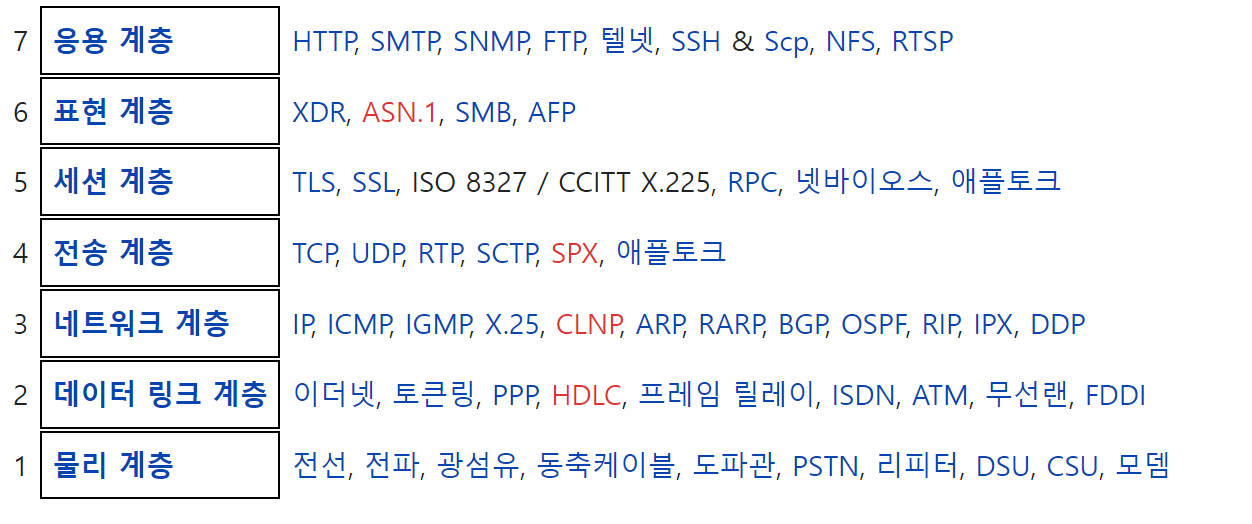 7 응용 계층 HTTP, SMTP, SNMP, FTP, 텔넷, SSH & Scp, NFS, RTSP
6 표현 계층 XDR, ASN.1, SMB, AFP
5 세션 계층 TLS, SSL, ISO 8327 / CCITT X.225, RPC, 넷바이오스, 애플토크
4 전송 계층 TCP, UDP, RTP, SCTP, SPX, 애플토크
3 네트워크 계층 IP, ICMP, IGMP, X.25, CLNP, ARP, RARP, BGP, OSPF, RIP, IPX, DDP
2 데이터 링크 계층 이더넷, 토큰링, PPP, HDLC, 프레임 릴레이, ISDN, ATM, 무선랜, FDDI
1 물리 계층 전선, 전파, 광섬유, 동축케이블, 도파관, PSTN, 리피터, DSU, CSU, 모뎀